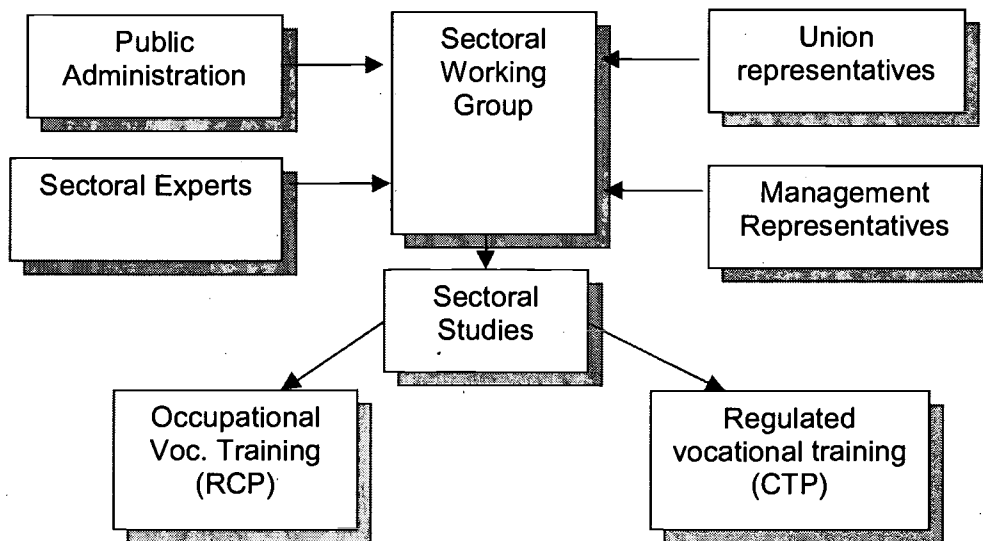 Public
Administration
Sectoral
Working
Group
Union
representatives
Sectoral Experts
Management
Representatives
Sectoral
Studies
Occupational
Voc. Training
(RCP)
Regulated
vocational training
(CTP)